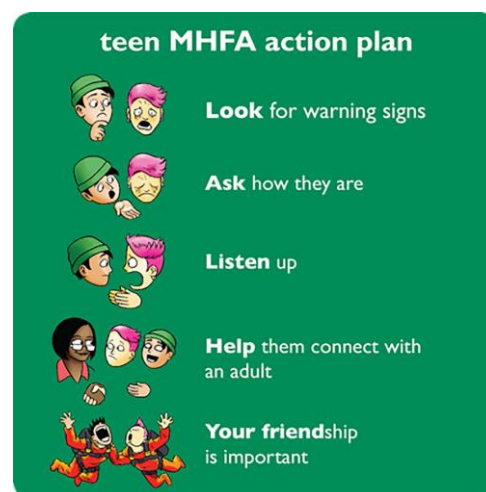 teen MHFA action plan
Look for warning signs
Ask how they are
Listen up
Help them connect with
an adult
Your friendship
is important